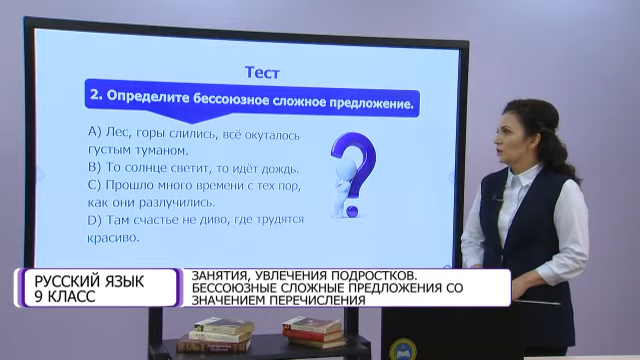 Тест
2. Определите бессоюзное сложное предложение.
A) Лес, горы слились, всё окуталось
густым туманом.
B) То солнце светит, то идёт дождь.
C) Прошло много времени с тех пор,
как они разлучились.
D) Там счастье не диво, где трудятся
красиво.
РУССКИЙ ЯЗЫК
9 КЛАСС
ЗАНЯТИЯ, УВЛЕЧЕНИЯ ПОДРОСТКОВ.
БЕССОЮЗНЫЕ СЛОЖНЫЕ ПРЕДЛОЖЕНИЯ СО
ЗНАЧЕНИЕМ ПЕРЕЧИСЛЕНИЯ